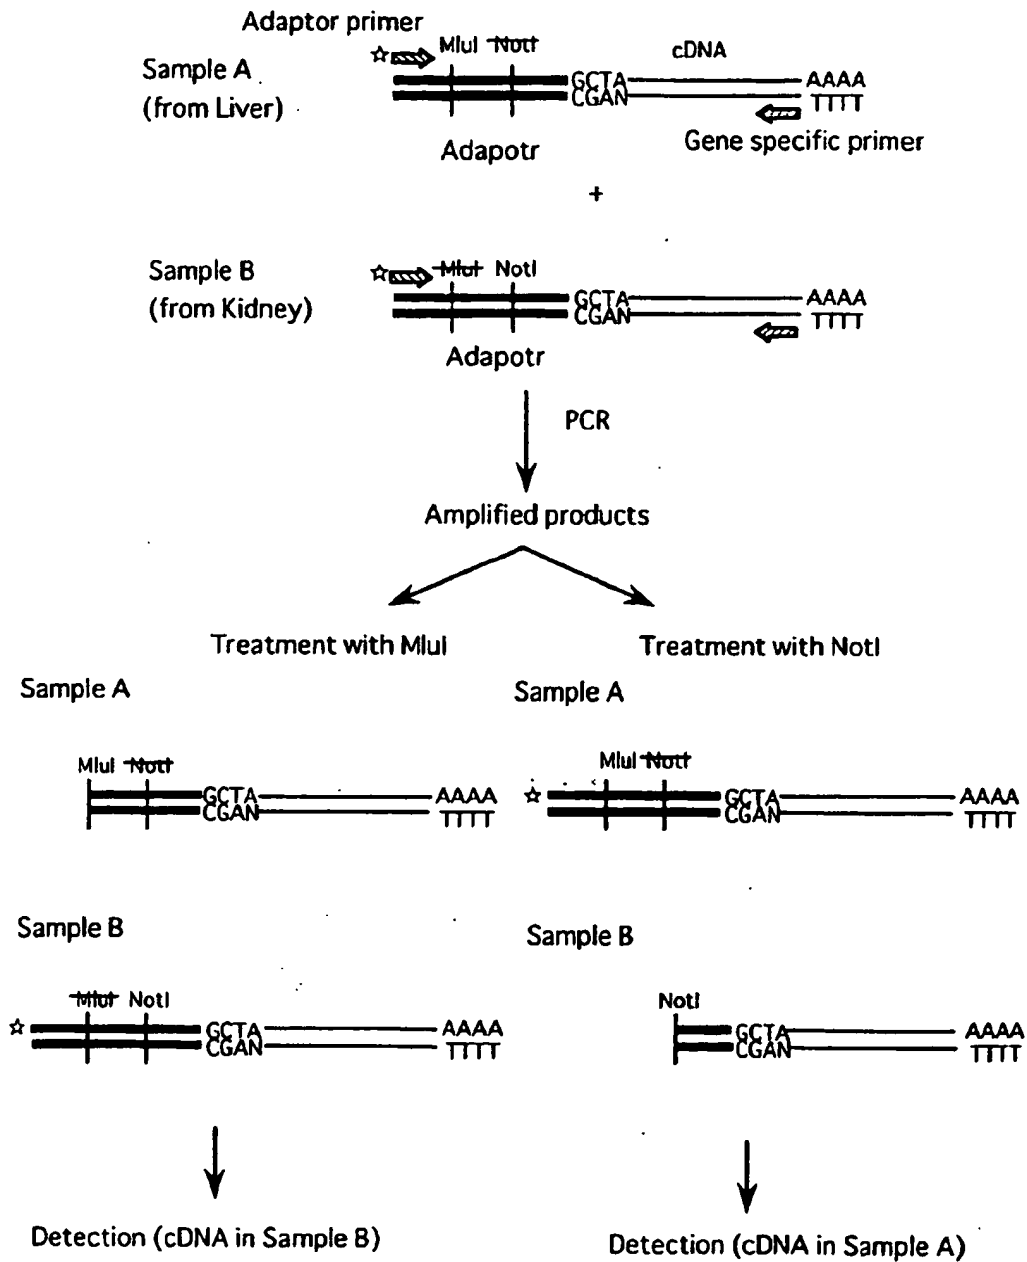 Adaptor primer
☆ MluI NotI cDNA
Sample A
(from Liver)
GCTA AAAA
CGAN TTTT
Adapotr
Gene specific primer
+
Sample B
(from Kidney)
☆ MluI NotI
GCTA AAAA
CGAN TTTT
Adapotr
PCR
Amplified products
Treatment with MluI
Treatment with NotI
Sample A
MluI NotI
GCTA AAAA
CGAN TTTT
Sample A
MluI NotI
☆ GCTA AAAA
CGAN TTTT
Sample B
MluI NotI
☆ GCTA AAAA
CGAN TTTT
Sample B
NotI
GCTA AAAA
CGAN TTTT
Detection (cDNA in Sample B)
Detection (cDNA in Sample A)